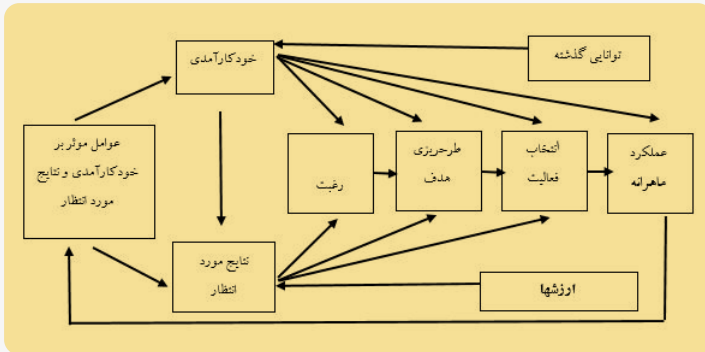 خودکارآمدی
توانایی گذشته
عوامل موثر بر
خودکارآمدی و نتایج
مورد انتظار
رغبت
طرحریزی
هدف
انتخاب
فعالیت
عملکرد
ماهرانه
نتایج مورد
انتظار
ارزشها